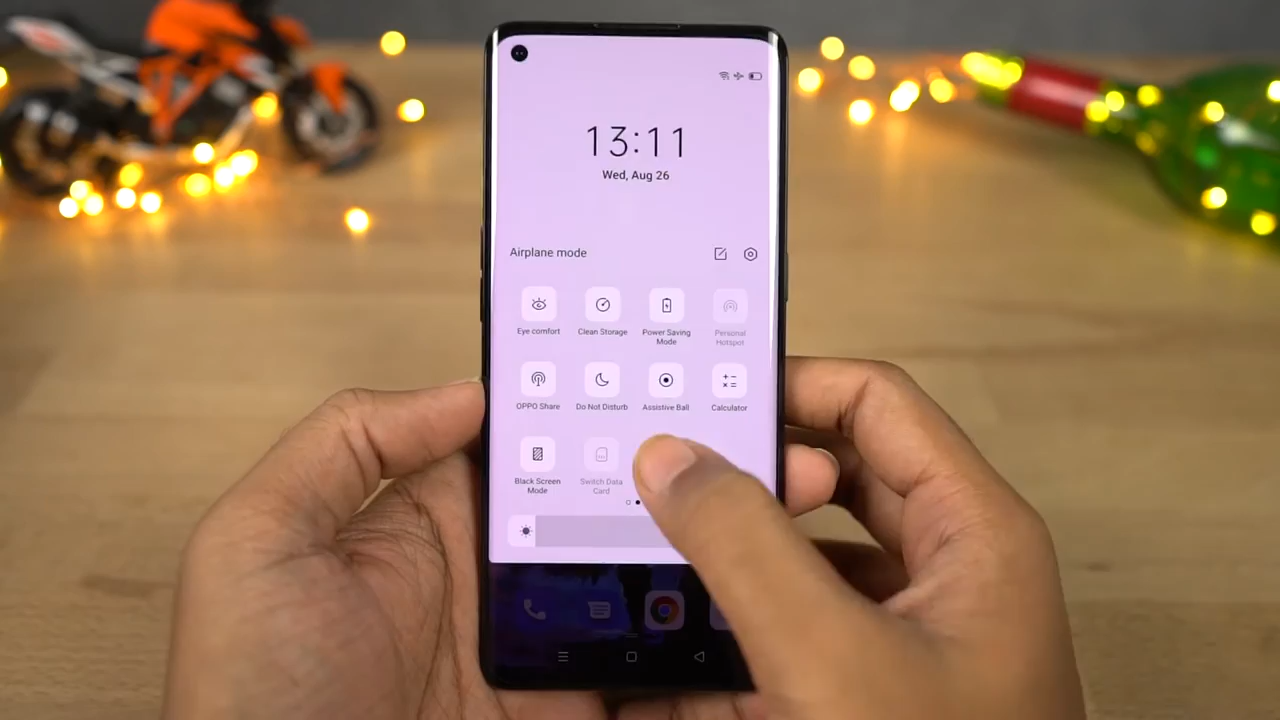 13:11
Wed, Aug 26
Airplane mode
Eye comfort
Clean Storage
Power Saving
Mode
Personal
Hotspot
OPPO Share
Do Not Disturb
Assistive Ball
Calculator
Black Screen
Mode
Switch Data
Card